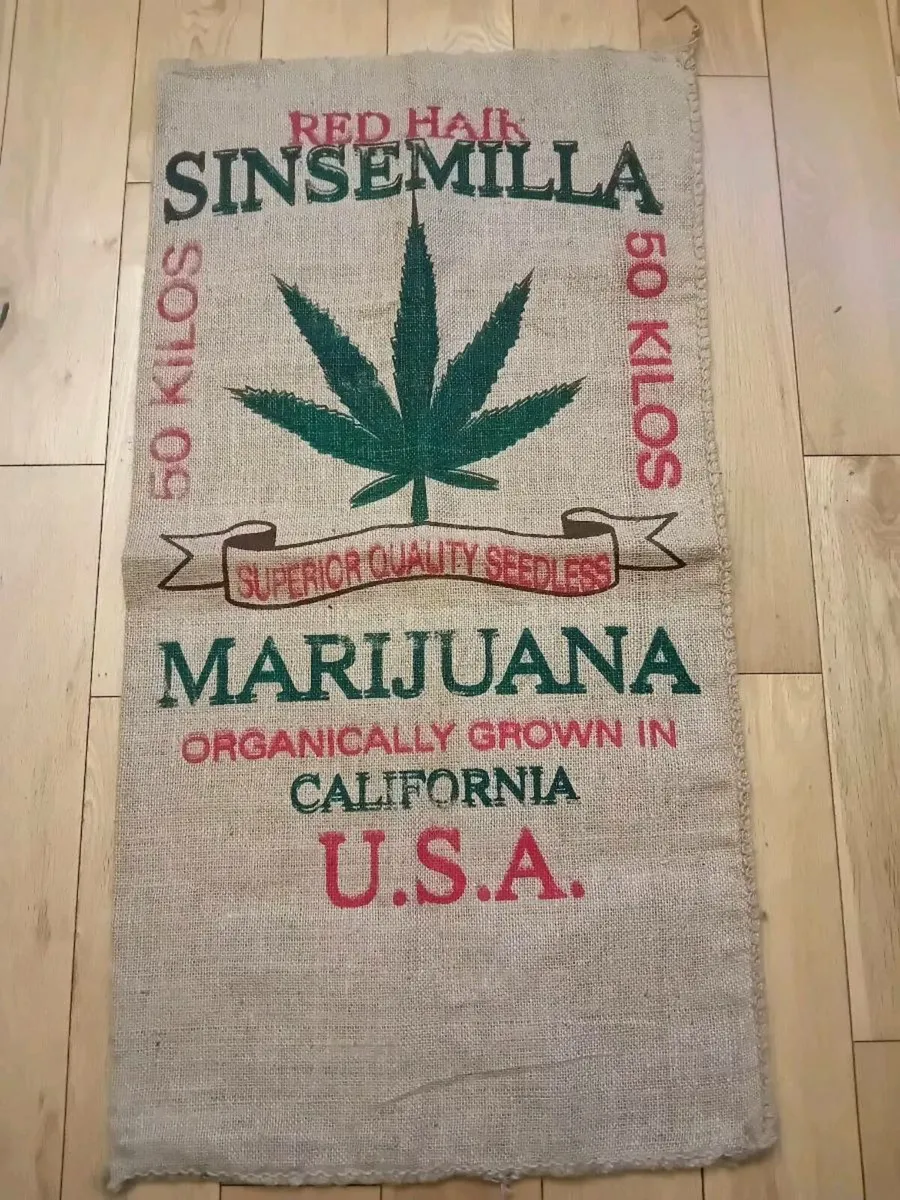 RED HAIR
SINSEMILLA
50 KILOS
50 KILOS
SUPERIOR QUALITY SEEDLESS
MARIJUANA
ORGANICALLY GROWN IN
CALIFORNIA
U.S.A.